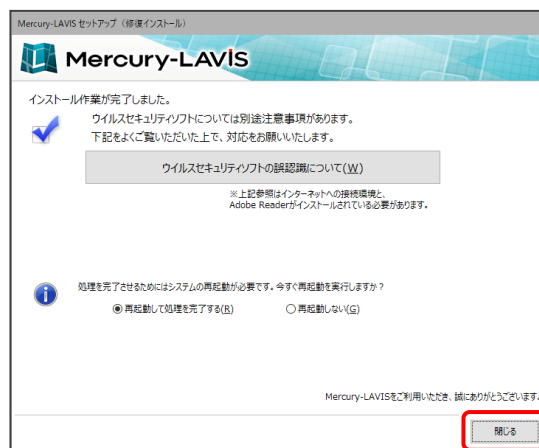 Mercury-LAVIS セットアップ（修復インストール）
Mercury-LAVIS
インストール作業が完了しました。
ウイルスセキュリティソフトについては別途注意事項があります。
下記をよくご覧いただいた上で、対応をお願いいたします。
ウイルスセキュリティソフトの誤認識について(W)
※上記参照はインターネットへの接続環境と、
Adobe Readerがインストールされている必要があります。
処理を完了させるためにはシステムの再起動が必要です。今すぐ再起動を実行しますか？
再起動して処理を完了する(R) 再起動しない(G)
Mercury-LAVISをご利用いただき、誠にありがとうございます。
閉じる